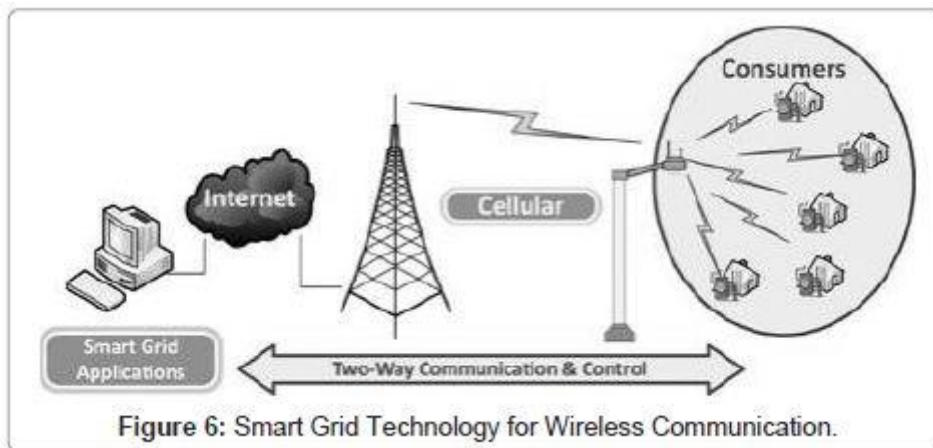 Consumers
Internet
Cellular
Smart Grid
Applications
Two-Way Communication & Control
Figure 6: Smart Grid Technology for Wireless Communication.